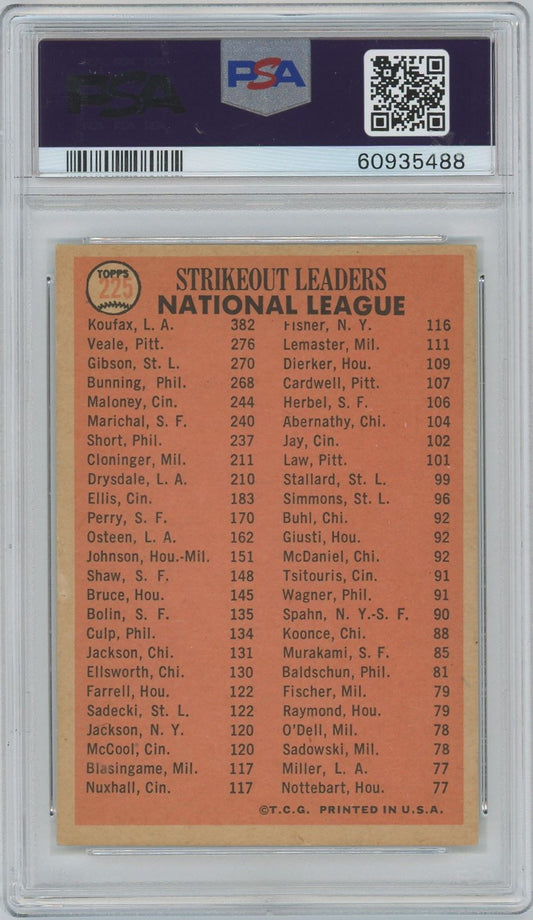 PSA
PSA
60935488
TOPPS
225
STRIKEOUT LEADERS
NATIONAL LEAGUE
Koufax, L. A. 382
Veale, Pitt. 276
Gibson, St. L. 270
Bunning, Phil. 268
Maloney, Cin. 244
Marichal, S. F. 240
Short, Phil. 237
Cloninger, Mil. 211
Drysdale, L. A. 210
Ellis, Cin. 183
Perry, S. F. 170
Osteen, L. A. 162
Johnson, Hou.-Mil. 151
Shaw, S. F. 148
Bruce, Hou. 145
Bolin, S. F. 135
Culp, Phil. 134
Jackson, Chi. 131
Ellsworth, Chi. 130
Farrell, Hou. 122
Sadecki, St. L. 122
Jackson, N. Y. 120
McCool, Cin. 120
Blasingame, Mil. 117
Nuxhall, Cin. 117
Fisher, N. Y. 116
Lemaster, Mil. 111
Dierker, Hou. 109
Cardwell, Pitt. 107
Herbel, S. F. 106
Abernathy, Chi. 104
Jay, Cin. 102
Law, Pitt. 101
Stallard, St. L. 99
Simmons, St. L. 96
Buhl, Chi. 92
Giusti, Hou. 92
McDaniel, Chi. 92
Tsitouris, Cin. 91
Wagner, Phil. 91
Spahn, N. Y.-S. F. 90
Koonce, Chi. 88
Murakami, S. F. 85
Baldschun, Phil. 81
Fischer, Mil. 79
Raymond, Hou. 79
O'Dell, Mil. 78
Sadowski, Mil. 78
Miller, L. A. 77
Nottebart, Hou. 77
©T.C.G. PRINTED IN U.S.A.